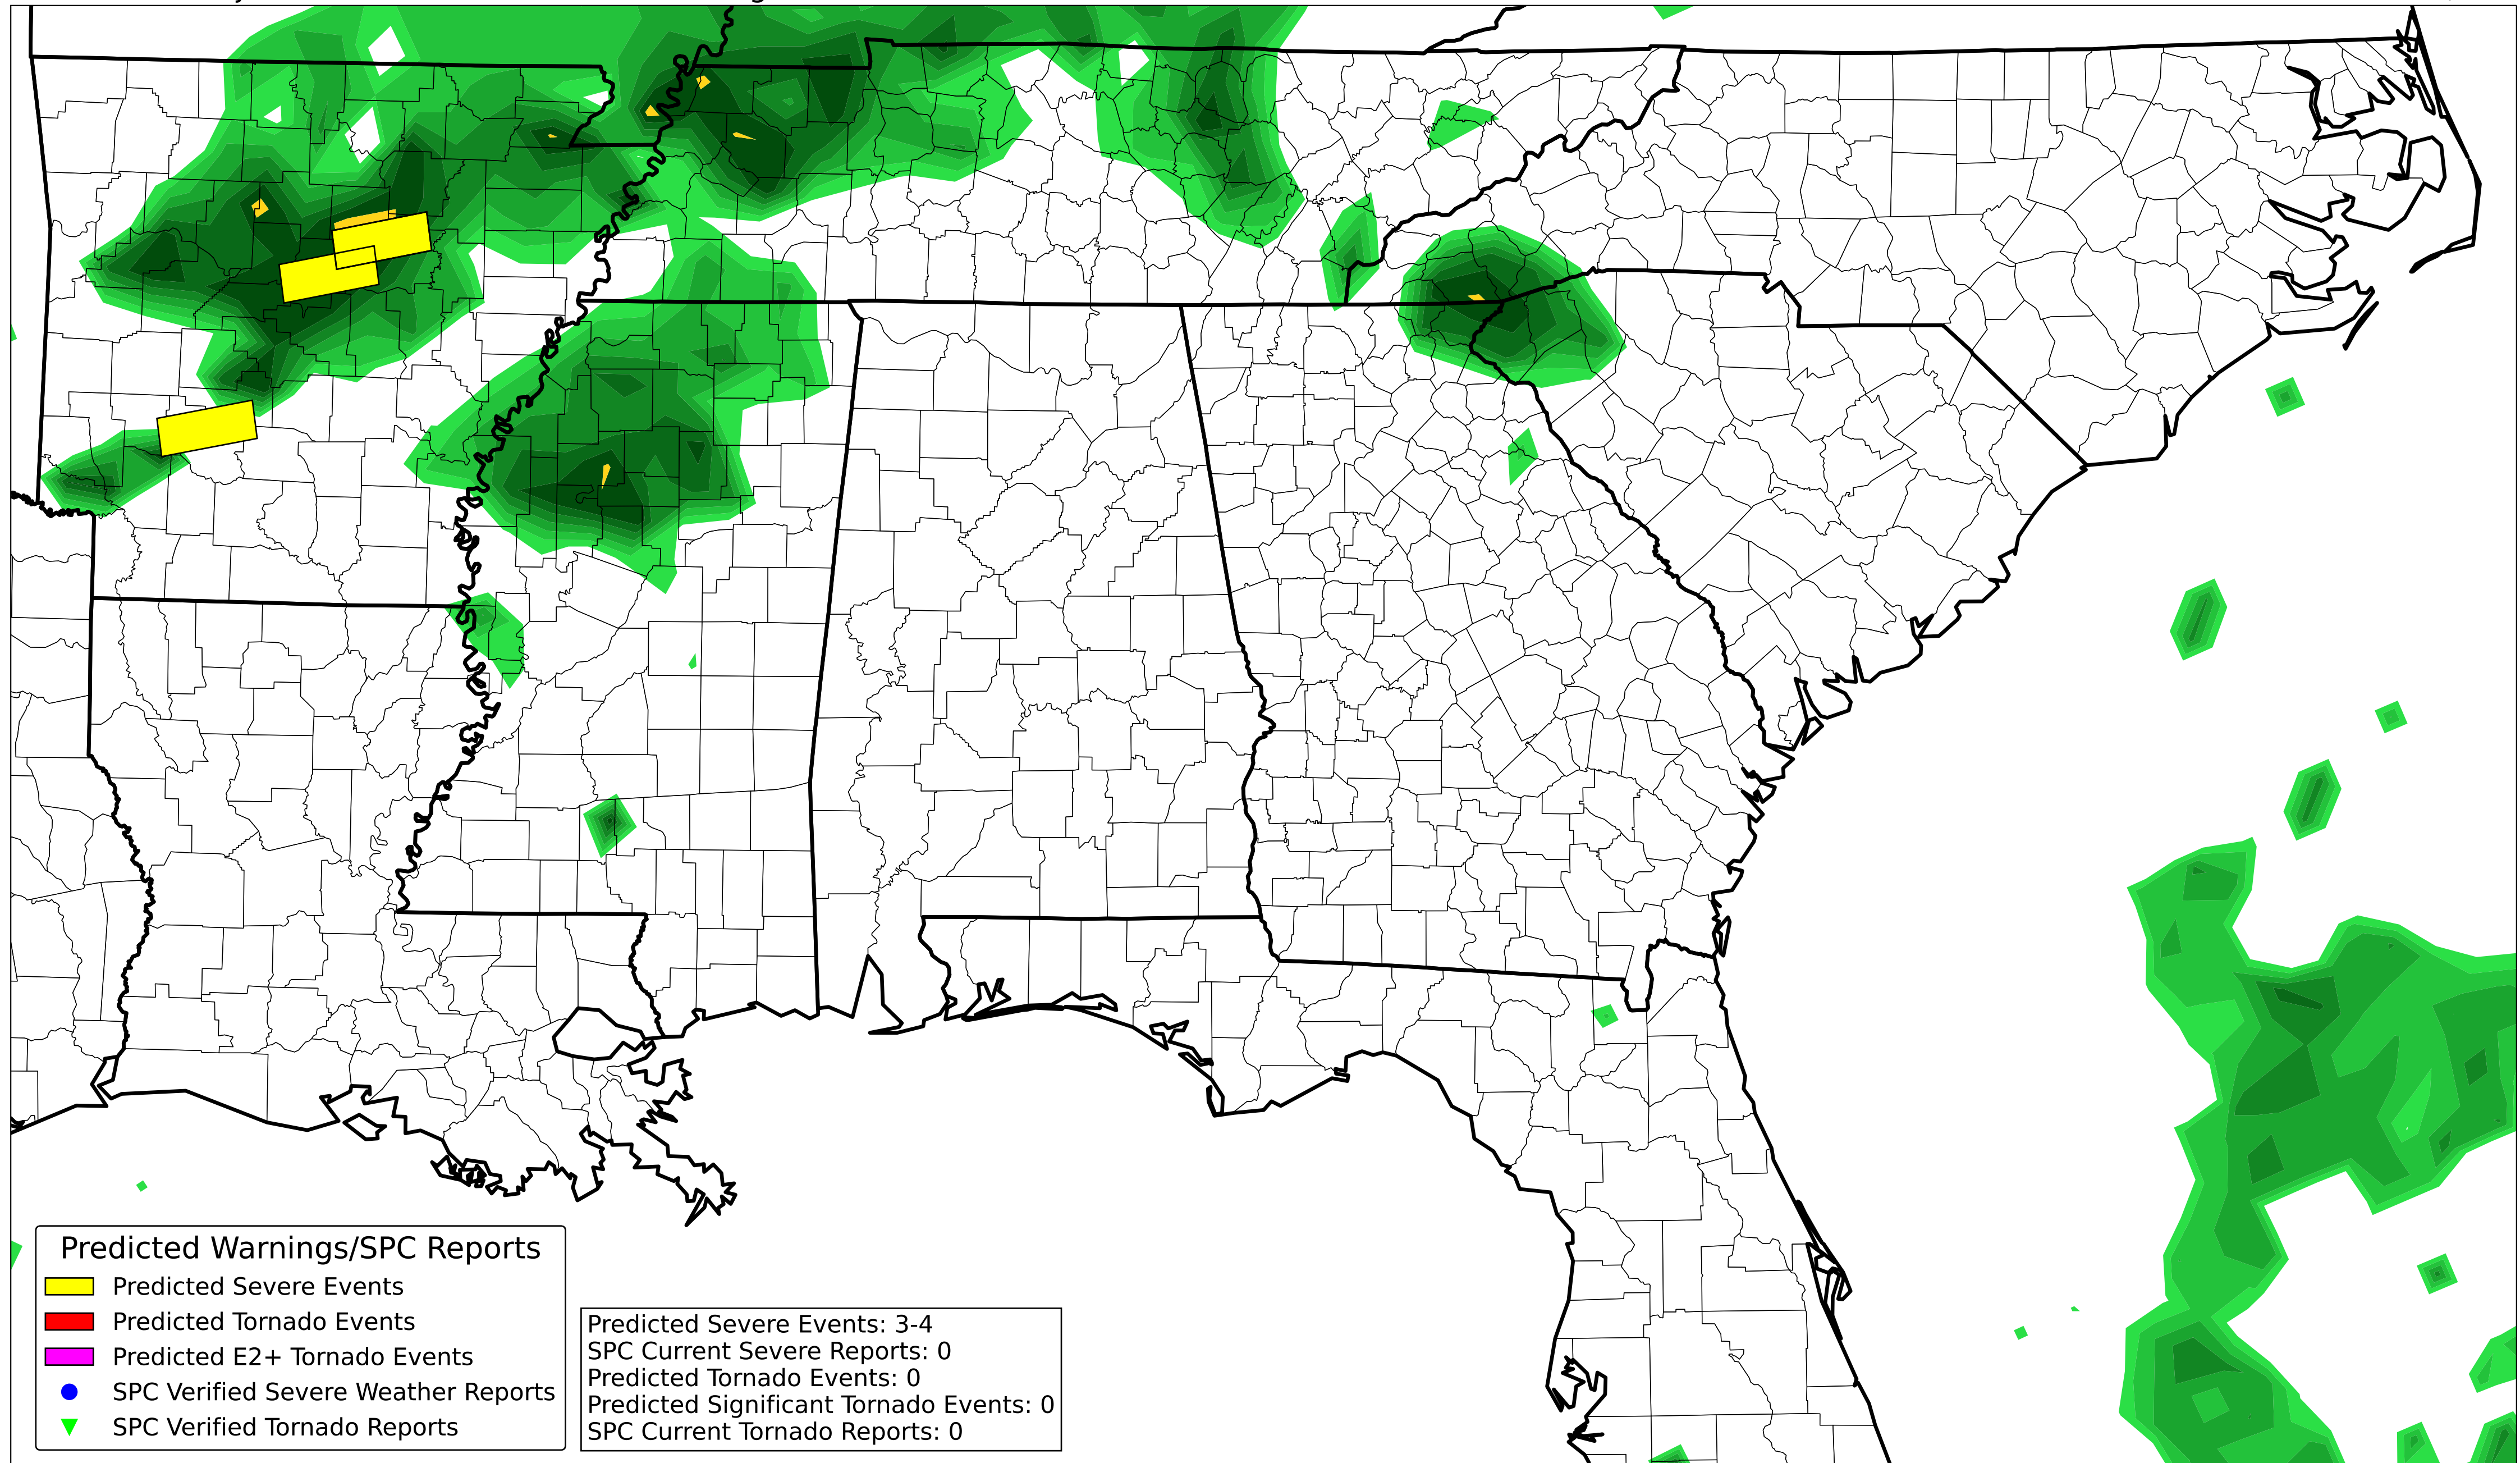 Predicted Warnings/SPC Reports
Predicted Severe Events
Predicted Tornado Events
Predicted E2+ Tornado Events
SPC Verified Severe Weather Reports
SPC Verified Tornado Reports
Predicted Severe Events: 3-4
SPC Current Severe Reports: 0
Predicted Tornado Events: 0
Predicted Significant Tornado Events: 0
SPC Current Tornado Reports: 0